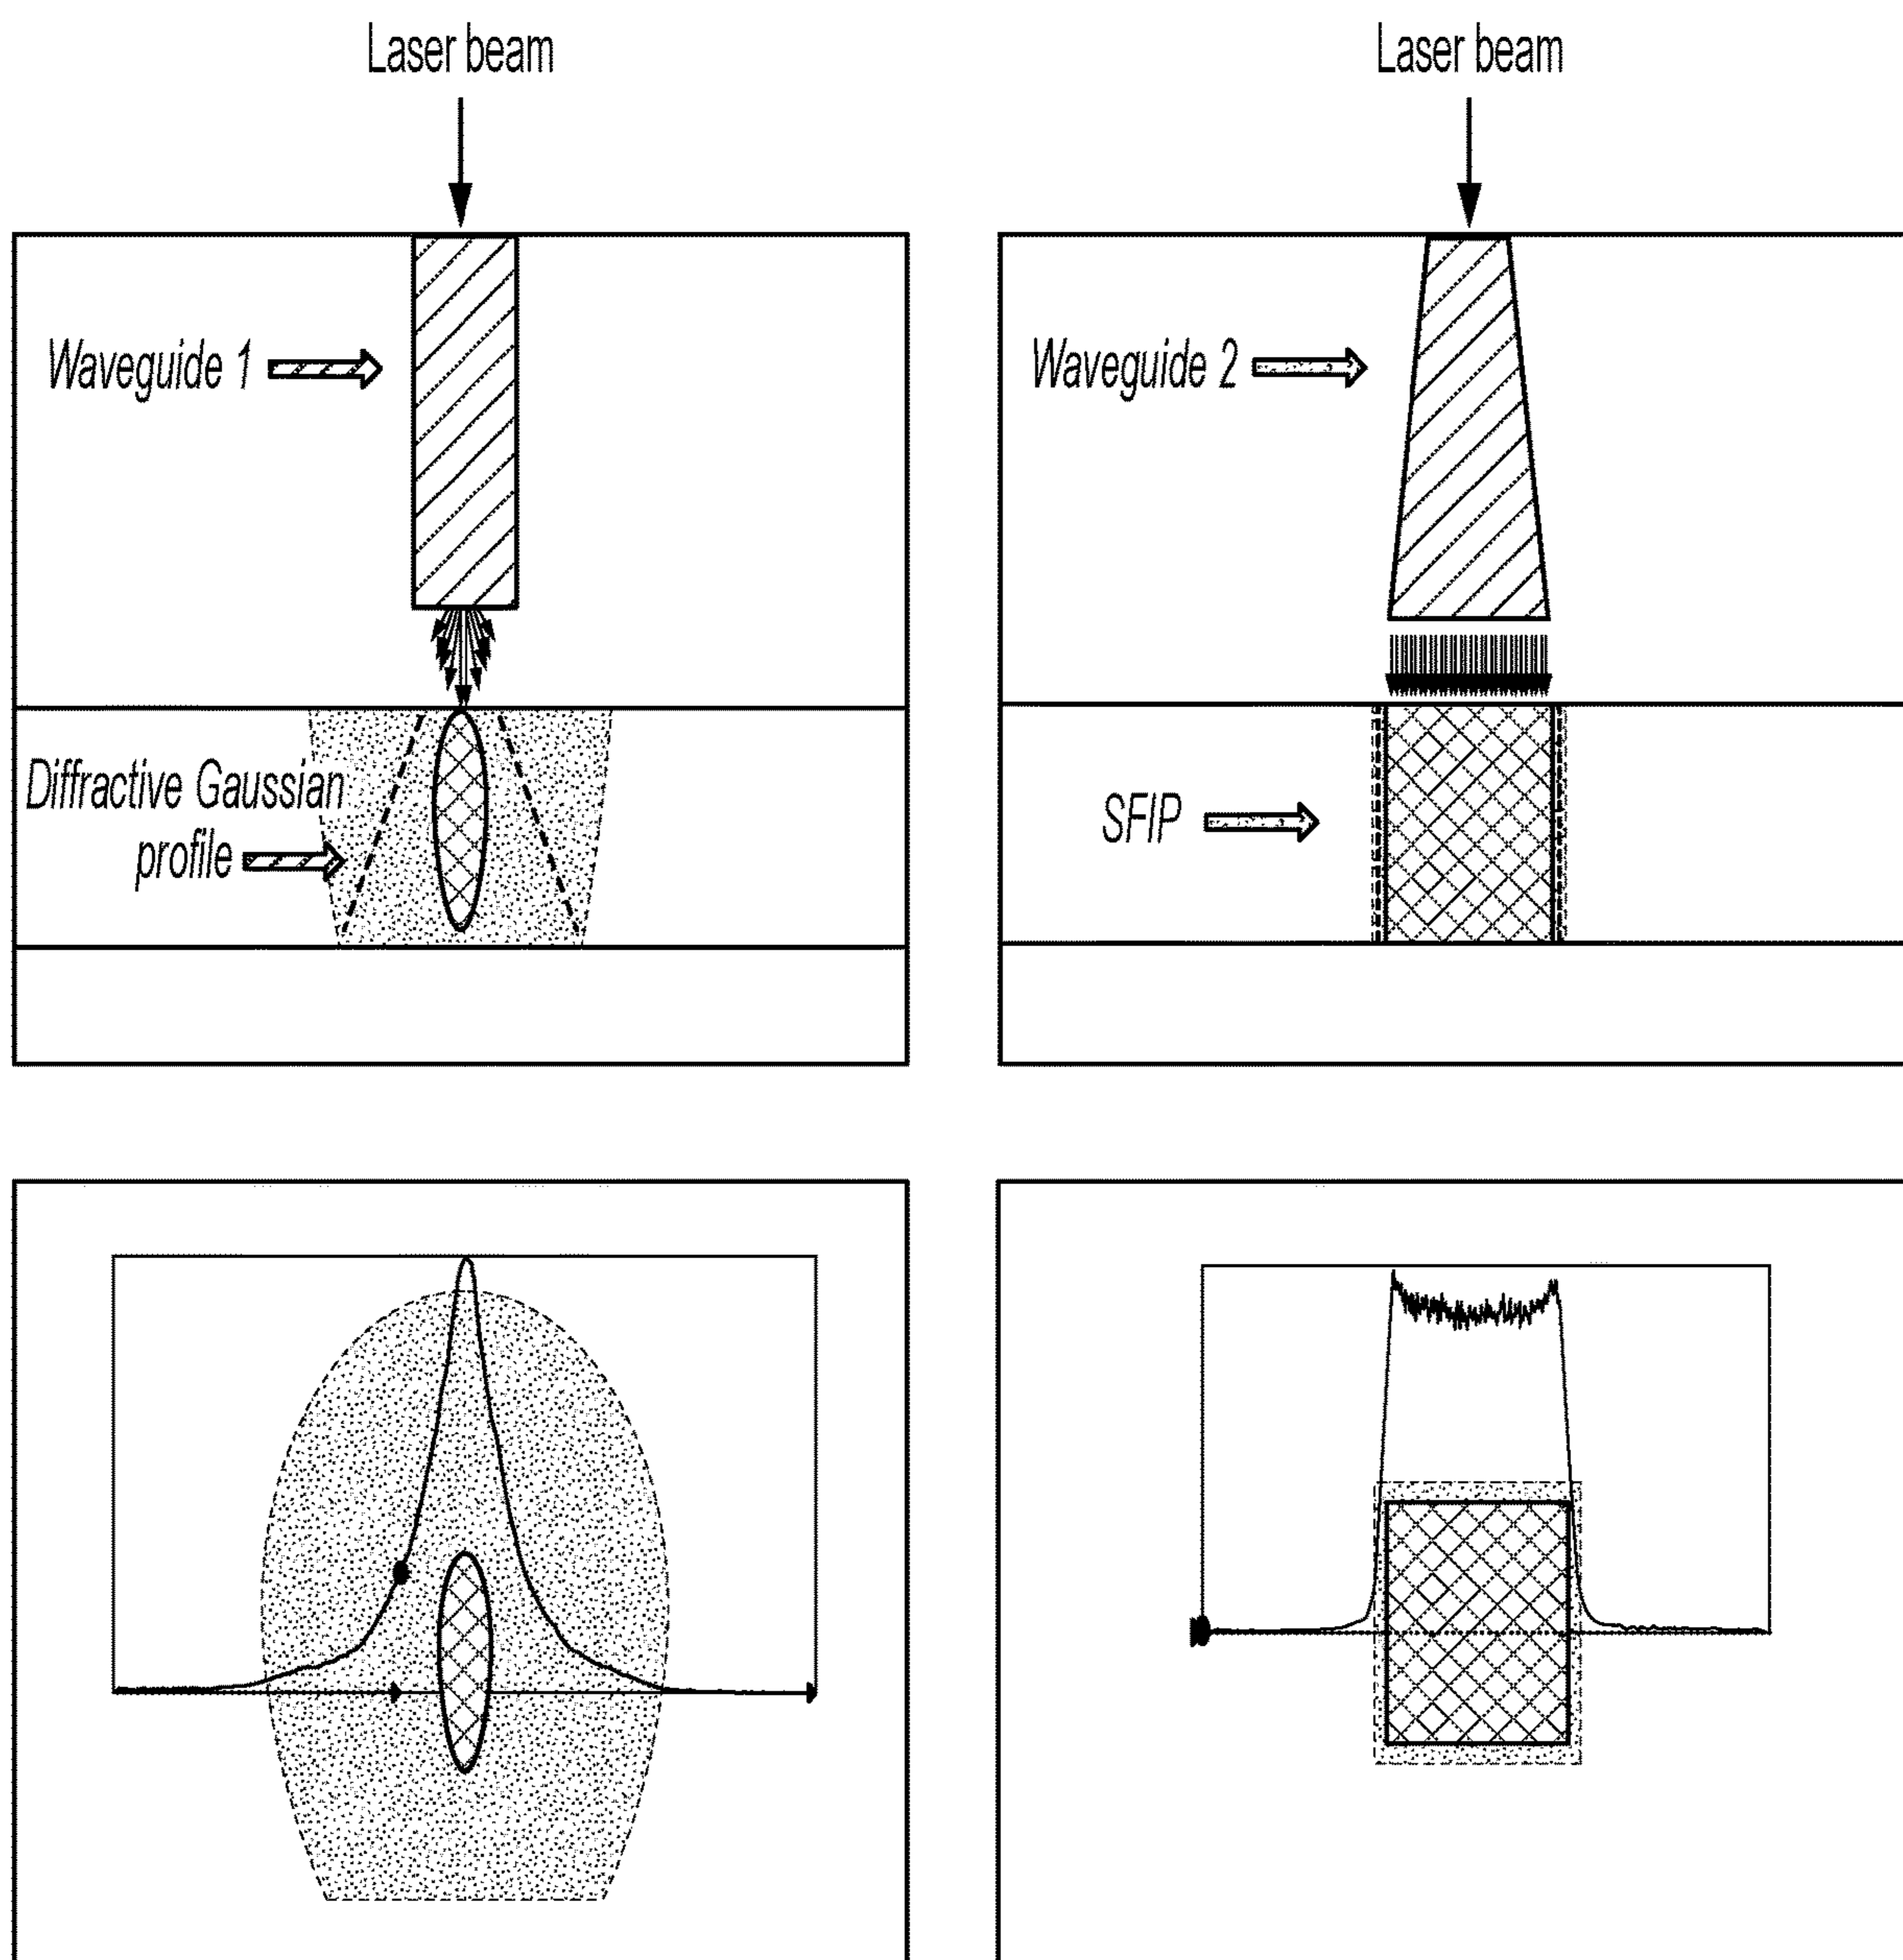 Laser beam
Laser beam
Waveguide 1
Waveguide 2
Diffractive Gaussian
profile
SFIP